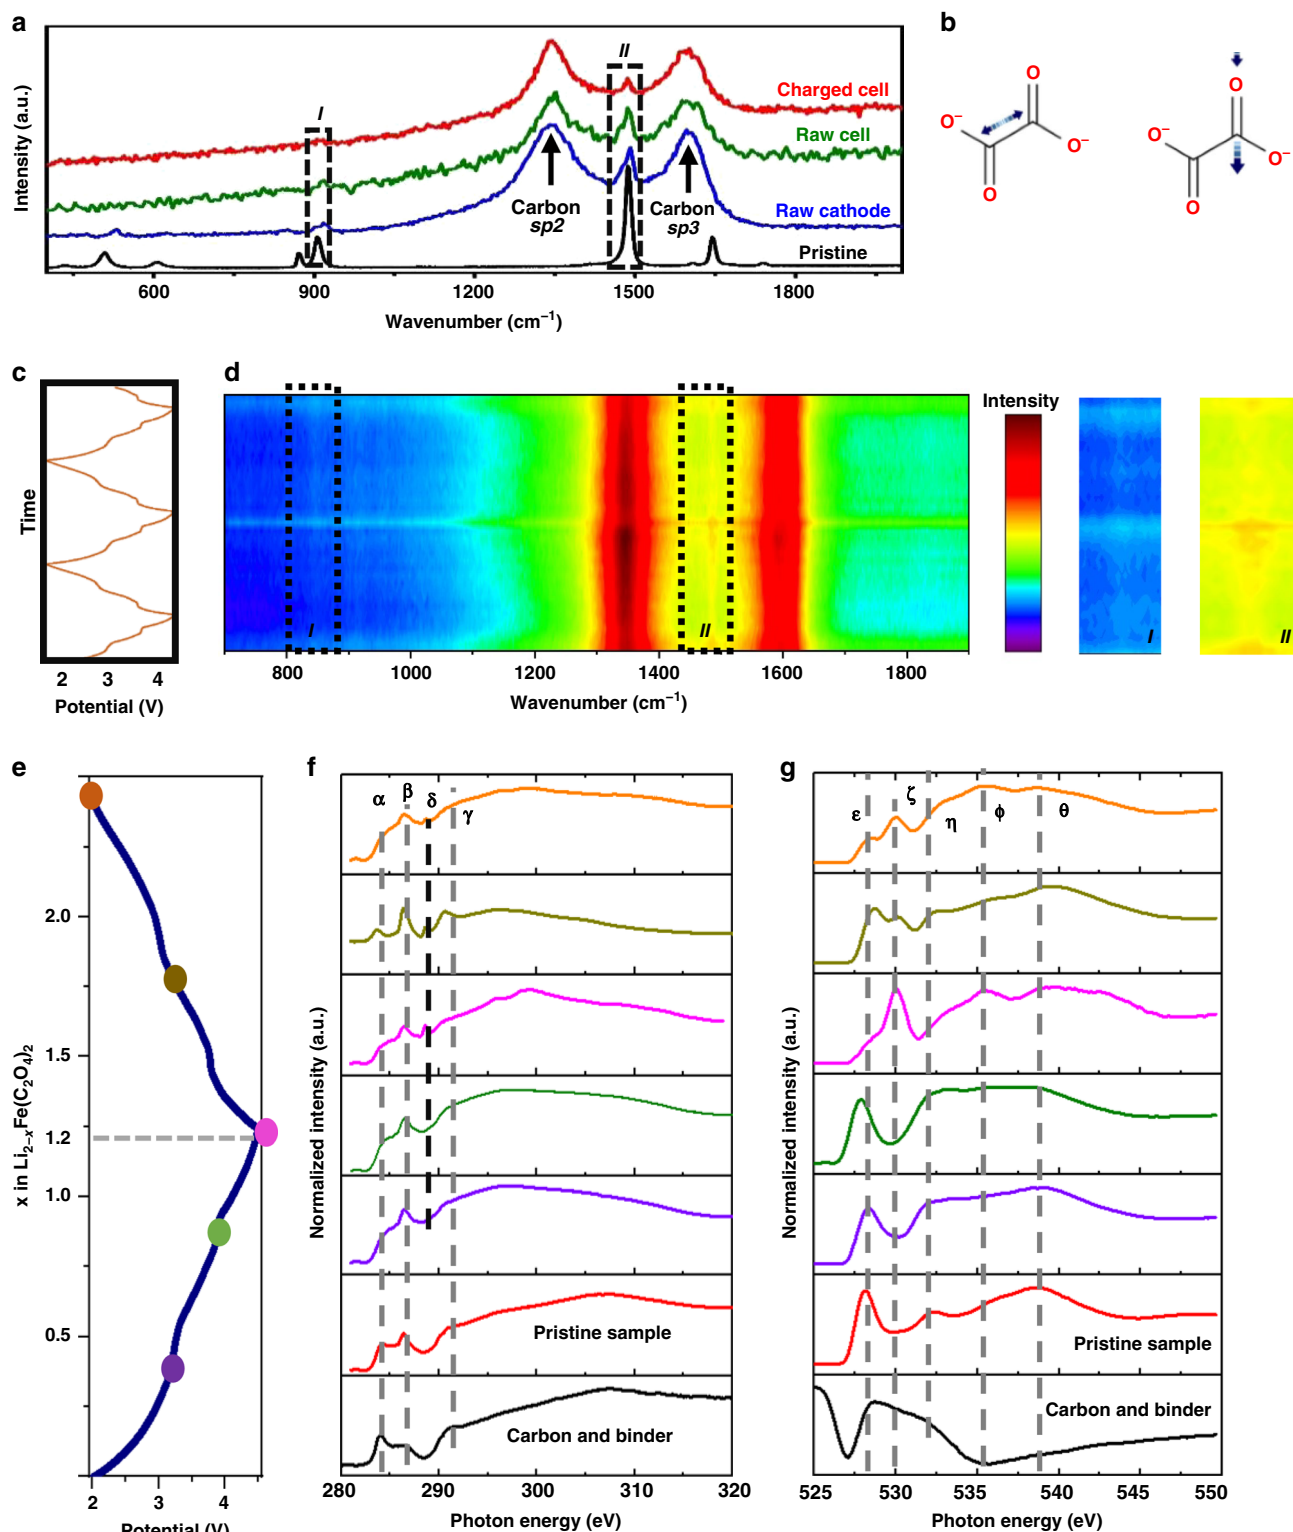 a
Intensity (a.u.)
I
II
Charged cell
Raw cell
Carbon
sp2
Carbon
sp3
Raw cathode
Pristine
600
900
1200
1500
1800
Wavenumber (cm⁻¹)
b
O
O⁻
O⁻
O
O
O⁻
O⁻
O
c
Time
2
3
4
Potential (V)
d
I
II
800
1000
1200
1400
1600
1800
Wavenumber (cm⁻¹)
Intensity
I
II
e
x in Li₂₋ₓFe(C₂O₄)₂
2.0
1.5
1.2
1.0
0.5
2
3
4
Potential (V)
f
Normalized intensity (a.u.)
α
β
δ
γ
Pristine sample
Carbon and binder
280
290
300
310
320
Photon energy (eV)
g
Normalized intensity (a.u.)
ε
ζ
η
ϕ
θ
Pristine sample
Carbon and binder
525
530
535
540
545
550
Photon energy (eV)